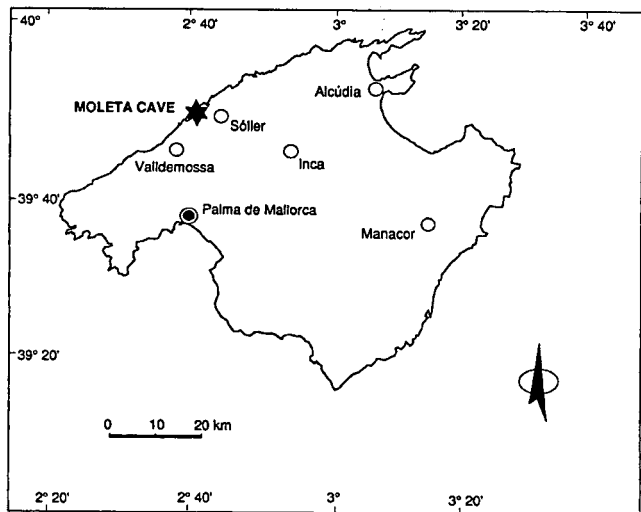 40' 2° 40' 3° 3° 20' 3° 40'
Alcúdia
MOLETA CAVE
Sóller
Inca
Valldemossa
39° 40'
Palma de Mallorca
Manacor
39° 20'
0 10 20 km
2° 20' 2° 40' 3° 3° 20'